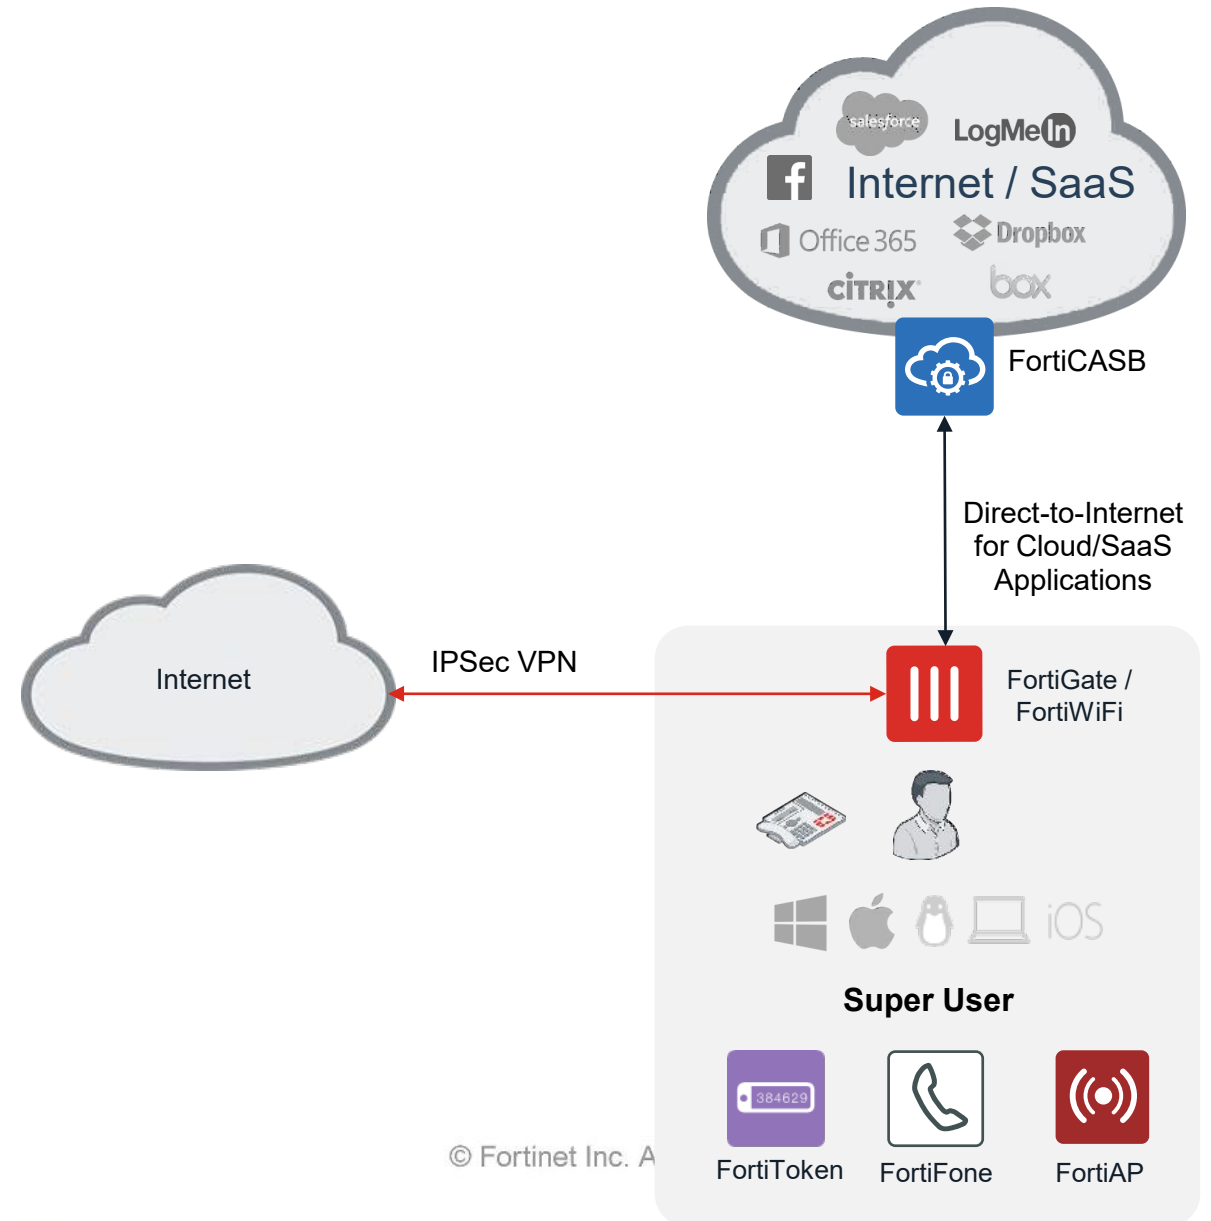 salesforce
LogMeIn
Internet / SaaS
Office 365
Dropbox
CITRIX
box
FortiCASB
Direct-to-Internet
for Cloud/SaaS
Applications
Internet
IPSec VPN
FortiGate /
FortiWiFi
iOS
Super User
384629
FortiToken
FortiFone
FortiAP
© Fortinet Inc. A